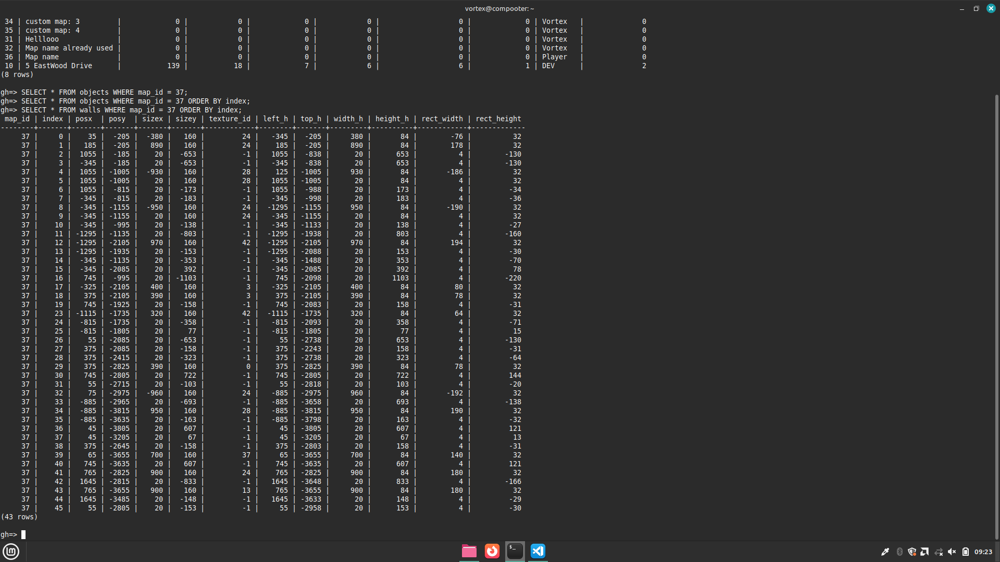 vortex@compooter: ~
34 | custom map: 3 | 0 | 0 | 0 | 0 | 0 | 0 | Vortex | 0
35 | custom map: 4 | 0 | 0 | 0 | 0 | 0 | 0 | Vortex | 0
31 | Helllooo | 0 | 0 | 0 | 0 | 0 | 0 | Vortex | 0
32 | Map name already used | 0 | 0 | 0 | 0 | 0 | 0 | Vortex | 0
36 | Map name | 0 | 0 | 0 | 0 | 0 | 0 | Player | 0
10 | 5 EastWood Drive | 139 | 18 | 7 | 6 | 6 | 1 | DEV | 2
(8 rows)
gh=> SELECT * FROM objects WHERE map_id = 37;
gh=> SELECT * FROM objects WHERE map_id = 37 ORDER BY index;
gh=> SELECT * FROM walls WHERE map_id = 37 ORDER BY index;
map_id | index | posx | posy | sizex | sizey | texture_id | left_h | top_h | width_h | height_h | rect_width | rect_height
--------+-------+-------+-------+-------+-------+------------+--------+-------+---------+----------+------------+-------------
37 | 0 | 35 | -205 | -380 | 160 | 24 | -345 | -205 | 380 | 84 | -76 | 32
37 | 1 | 185 | -205 | 890 | 160 | 24 | 185 | -205 | 890 | 84 | 178 | 32
37 | 2 | 1055 | -185 | 20 | -653 | -1 | 1055 | -838 | 20 | 653 | 4 | -130
37 | 3 | -345 | -185 | 20 | -653 | -1 | -345 | -838 | 20 | 653 | 4 | -130
37 | 4 | 1055 | -1005 | -930 | 160 | 28 | 125 | -1005 | 930 | 84 | -186 | 32
37 | 5 | 1055 | -1005 | 20 | 160 | 28 | 1055 | -1005 | 20 | 84 | 4 | 32
37 | 6 | 1055 | -815 | 20 | -173 | -1 | 1055 | -988 | 20 | 173 | 4 | -34
37 | 7 | -345 | -815 | 20 | -183 | -1 | -345 | -998 | 20 | 183 | 4 | -36
37 | 8 | -345 | -1155 | -950 | 160 | 24 | -1295 | -1155 | 950 | 84 | -190 | 32
37 | 9 | -345 | -1155 | 20 | 160 | 24 | -345 | -1155 | 20 | 84 | 4 | 32
37 | 10 | -345 | -995 | 20 | -138 | -1 | -345 | -1133 | 20 | 138 | 4 | -27
37 | 11 | -1295 | -1135 | 20 | -803 | -1 | -1295 | -1938 | 20 | 803 | 4 | -160
37 | 12 | -1295 | -2105 | 970 | 160 | 42 | -1295 | -2105 | 970 | 84 | 194 | 32
37 | 13 | -1295 | -1935 | 20 | -153 | -1 | -1295 | -2088 | 20 | 153 | 4 | -30
37 | 14 | -345 | -1135 | 20 | -353 | -1 | -345 | -1488 | 20 | 353 | 4 | -70
37 | 15 | -345 | -2085 | 20 | 392 | -1 | -345 | -2085 | 20 | 392 | 4 | 78
37 | 16 | 745 | -995 | 20 | -1103 | -1 | 745 | -2098 | 20 | 1103 | 4 | -220
37 | 17 | -325 | -2105 | 400 | 160 | 3 | -325 | -2105 | 400 | 84 | 80 | 32
37 | 18 | 375 | -2105 | 390 | 160 | 3 | 375 | -2105 | 390 | 84 | 78 | 32
37 | 19 | 745 | -1925 | 20 | -158 | -1 | 745 | -2083 | 20 | 158 | 4 | -31
37 | 23 | -1115 | -1735 | 320 | 160 | 42 | -1115 | -1735 | 320 | 84 | 64 | 32
37 | 24 | -815 | -1735 | 20 | -358 | -1 | -815 | -2093 | 20 | 358 | 4 | -71
37 | 25 | -815 | -1805 | 20 | 77 | -1 | -815 | -1805 | 20 | 77 | 4 | 15
37 | 26 | 55 | -2085 | 20 | -653 | -1 | 55 | -2738 | 20 | 653 | 4 | -130
37 | 27 | 375 | -2085 | 20 | -158 | -1 | 375 | -2243 | 20 | 158 | 4 | -31
37 | 28 | 375 | -2415 | 20 | -323 | -1 | 375 | -2738 | 20 | 323 | 4 | -64
37 | 29 | 375 | -2825 | 390 | 160 | 0 | 375 | -2825 | 390 | 84 | 78 | 32
37 | 30 | 745 | -2805 | 20 | 722 | -1 | 745 | -2805 | 20 | 722 | 4 | 144
37 | 31 | 55 | -2715 | 20 | -103 | -1 | 55 | -2818 | 20 | 103 | 4 | -20
37 | 32 | 75 | -2975 | -960 | 160 | 24 | -885 | -2975 | 960 | 84 | -192 | 32
37 | 33 | -885 | -2965 | 20 | -693 | -1 | -885 | -3658 | 20 | 693 | 4 | -138
37 | 34 | -885 | -3815 | 950 | 160 | 28 | -885 | -3815 | 950 | 84 | 190 | 32
37 | 35 | -885 | -3635 | 20 | -163 | -1 | -885 | -3798 | 20 | 163 | 4 | -32
37 | 36 | 45 | -3805 | 20 | 607 | -1 | 45 | -3805 | 20 | 607 | 4 | 121
37 | 37 | 45 | -3205 | 20 | 67 | -1 | 45 | -3205 | 20 | 67 | 4 | 13
37 | 38 | 375 | -2645 | 20 | -158 | -1 | 375 | -2803 | 20 | 158 | 4 | -31
37 | 39 | 65 | -3655 | 700 | 160 | 37 | 65 | -3655 | 700 | 84 | 140 | 32
37 | 40 | 745 | -3635 | 20 | 607 | -1 | 745 | -3635 | 20 | 607 | 4 | 121
37 | 41 | 765 | -2825 | 900 | 160 | 24 | 765 | -2825 | 900 | 84 | 180 | 32
37 | 42 | 1645 | -2815 | 20 | -833 | -1 | 1645 | -3648 | 20 | 833 | 4 | -166
37 | 43 | 765 | -3655 | 900 | 160 | 13 | 765 | -3655 | 900 | 84 | 180 | 32
37 | 44 | 1645 | -3485 | 20 | -148 | -1 | 1645 | -3633 | 20 | 148 | 4 | -29
37 | 45 | 55 | -2805 | 20 | -153 | -1 | 55 | -2958 | 20 | 153 | 4 | -30
(43 rows)
gh=>
09:23